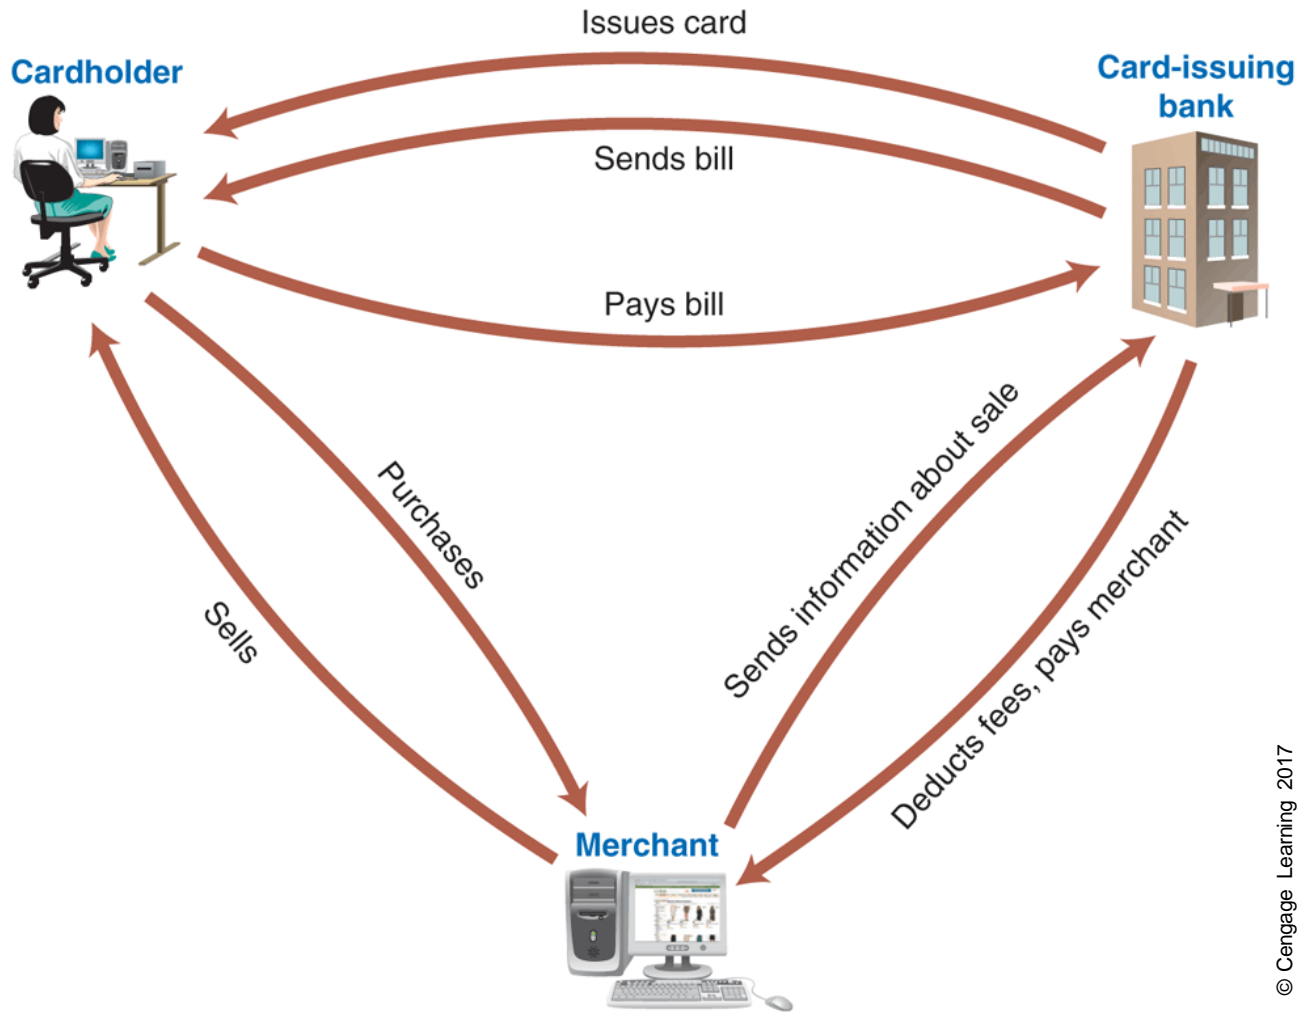 Issues card
Cardholder
Card-issuing
bank
Sends bill
Pays bill
Purchases
Sells
Sends information about sale
Deducts fees, pays merchant
Merchant
© Cengage Learning 2017